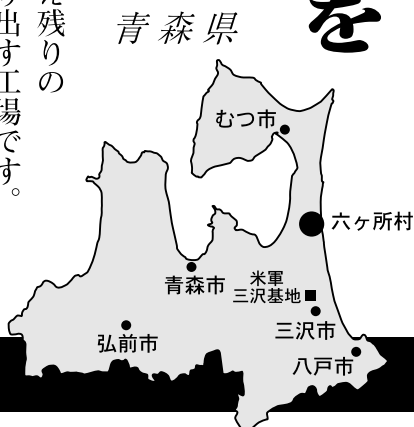 を
残りの
出す工場です。
青森県
むつ市
六ヶ所村
青森市
米軍
三沢基地
三沢市
弘前市
八戸市